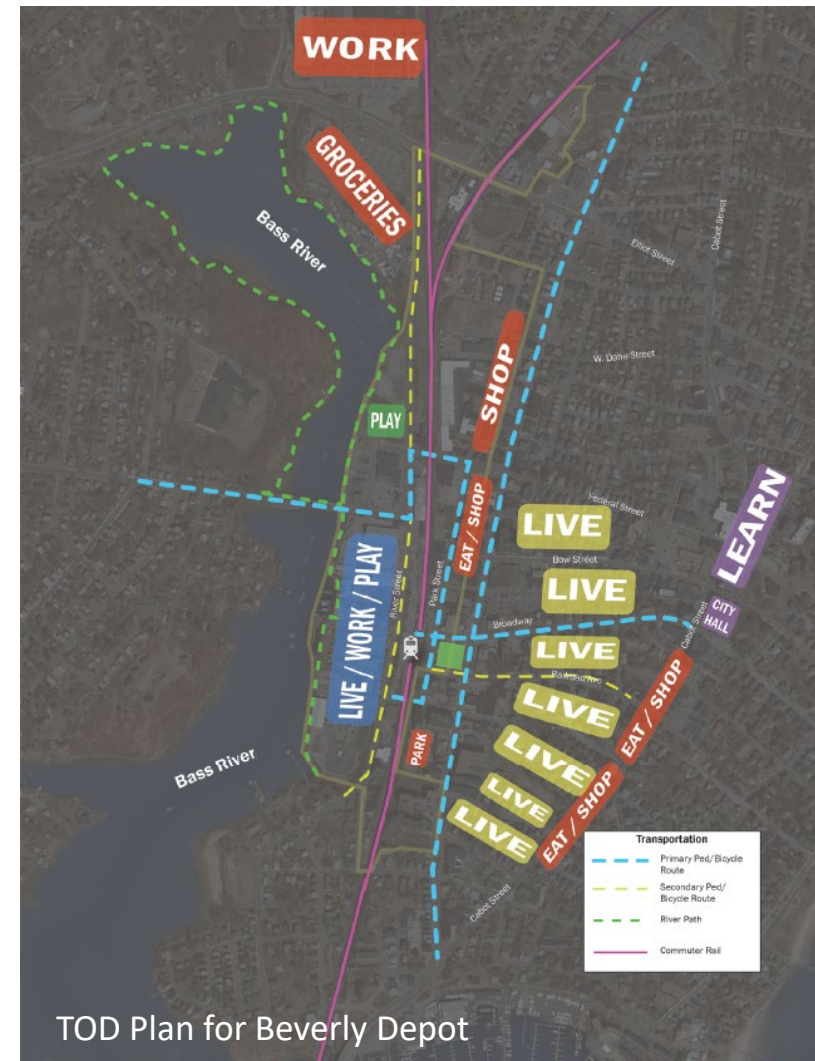 WORK
GROCERIES
Bass River
Cabot Street
Elliot Street
W. Dane Street
SHOP
PLAY
EAT / SHOP
LEARN
Federal Street
LIVE
Bow Street
LIVE
LIVE / WORK / PLAY
River Street
Park Street
Broadway
Cabot Street
CITY
HALL
LIVE
Railroad Ave
LIVE
EAT / SHOP
PARK
LIVE
Bass River
LIVE
EAT / SHOP
LIVE
Cabot Street
Transportation
Primary Ped/Bicycle
Route
Secondary Ped/
Bicycle Route
River Path
Commuter Rail
TOD Plan for Beverly Depot